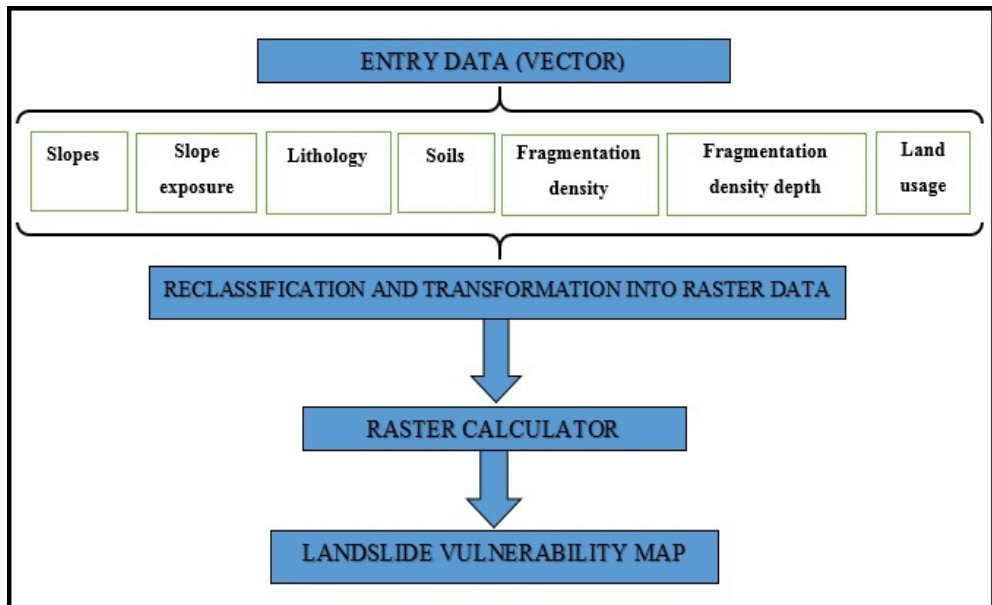 ENTRY DATA (VECTOR)
Slopes
Slope
exposure
Lithology
Soils
Fragmentation
density
Fragmentation
density depth
Land
usage
RECLASSIFICATION AND TRANSFORMATION INTO RASTER DATA
RASTER CALCULATOR
LANDSLIDE VULNERABILITY MAP